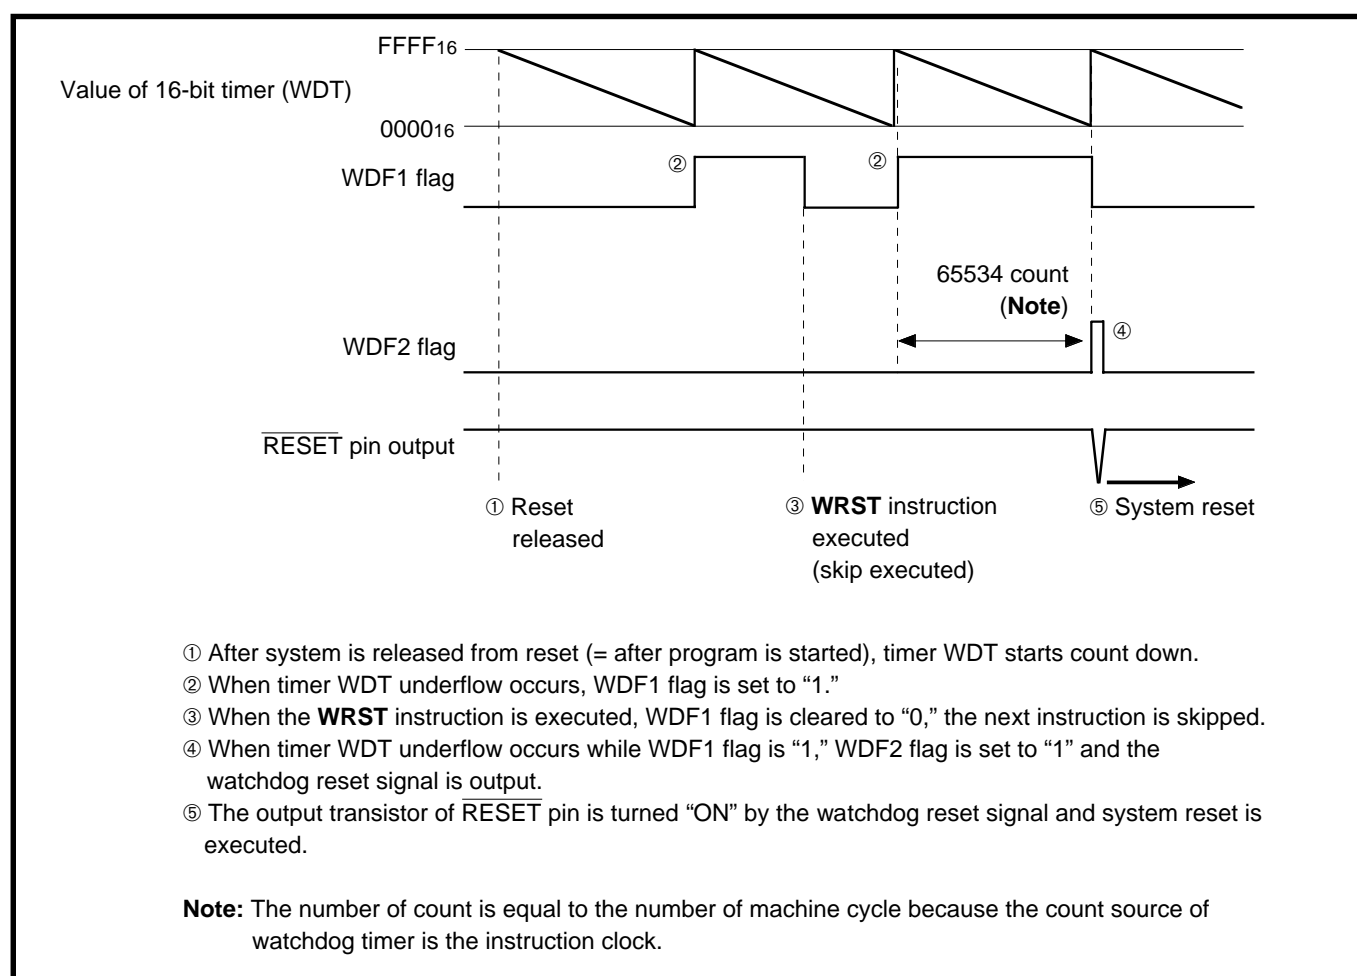 FFFF16
Value of 16-bit timer (WDT)
000016
② ②
WDF1 flag
65534 count
(Note)
④
WDF2 flag
RESET pin output
① Reset
released
③ WRST instruction
executed
(skip executed)
⑤ System reset
① After system is released from reset (= after program is started), timer WDT starts count down.
② When timer WDT underflow occurs, WDF1 flag is set to “1.”
③ When the WRST instruction is executed, WDF1 flag is cleared to “0,” the next instruction is skipped.
④ When timer WDT underflow occurs while WDF1 flag is “1,” WDF2 flag is set to “1” and the
watchdog reset signal is output.
⑤ The output transistor of RESET pin is turned “ON” by the watchdog reset signal and system reset is
executed.
Note: The number of count is equal to the number of machine cycle because the count source of
watchdog timer is the instruction clock.